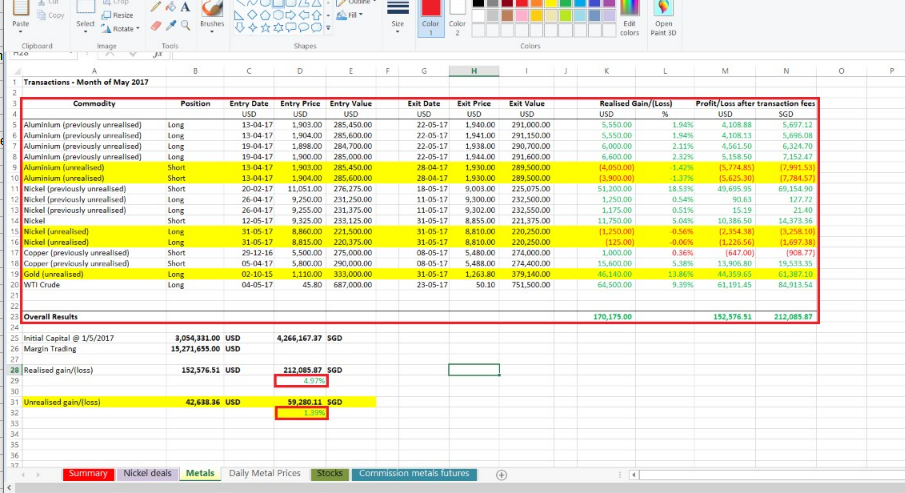 Cut Crop Outline
Paste Copy Select Resize Rotate Brushes Fill Size Color 1 Color 2 Edit colors Open Paint 3D
Clipboard Image Tools Shapes Colors
H28
A B C D E F G H I J K L M N O P
1 Transactions - Month of May 2017
3 Commodity Position Entry Date Entry Price Entry Value Exit Date Exit Price Exit Value Realised Gain/(Loss) Profit/Loss after transaction fees
4 USD USD USD USD USD % USD SGD
5 Aluminium (previously unrealised) Long 13-04-17 1,903.00 285,450.00 22-05-17 1,940.00 291,000.00 5,550.00 1.94% 4,108.88 5,697.12
6 Aluminium (previously unrealised) Long 13-04-17 1,904.00 285,600.00 22-05-17 1,941.00 291,150.00 5,550.00 1.94% 4,108.13 5,696.08
7 Aluminium (previously unrealised) Long 19-04-17 1,898.00 284,700.00 22-05-17 1,938.00 290,700.00 6,000.00 2.11% 4,561.50 6,324.70
8 Aluminium (previously unrealised) Long 19-04-17 1,900.00 285,000.00 22-05-17 1,944.00 291,600.00 6,600.00 2.32% 5,158.50 7,152.47
9 Aluminium (unrealised) Short 13-04-17 1,903.00 285,450.00 28-04-17 1,930.00 289,500.00 (4,050.00) -1.42% (5,774.85) (7,991.53)
10 Aluminium (unrealised) Short 13-04-17 1,904.00 285,600.00 28-04-17 1,930.00 289,500.00 (3,900.00) -1.37% (5,625.30) (7,784.57)
11 Nickel (previously unrealised) Short 20-02-17 11,051.00 276,275.00 18-05-17 9,003.00 225,075.00 51,200.00 18.53% 49,695.95 69,154.90
12 Nickel (previously unrealised) Long 26-04-17 9,250.00 231,250.00 11-05-17 9,300.00 232,500.00 1,250.00 0.54% 90.63 127.72
13 Nickel (previously unrealised) Long 26-04-17 9,255.00 231,375.00 11-05-17 9,302.00 232,550.00 1,175.00 0.51% 15.19 21.40
14 Nickel Short 12-05-17 9,325.00 233,125.00 31-05-17 8,855.00 221,375.00 11,750.00 5.04% 10,386.50 14,373.36
15 Nickel (unrealised) Long 31-05-17 8,860.00 221,500.00 31-05-17 8,810.00 220,250.00 (1,250.00) -0.56% (2,354.38) (3,258.10)
16 Nickel (unrealised) Long 31-05-17 8,815.00 220,375.00 31-05-17 8,810.00 220,250.00 (125.00) -0.06% (1,226.56) (1,697.38)
17 Copper (previously unrealised) Short 29-12-16 5,500.00 275,000.00 08-05-17 5,480.00 274,000.00 1,000.00 0.36% (647.00) (908.77)
18 Copper (previously unrealised) Short 05-04-17 5,800.00 290,000.00 08-05-17 5,488.00 274,400.00 15,600.00 5.38% 13,906.80 19,533.35
19 Gold (unrealised) Long 02-10-15 1,110.00 333,000.00 31-05-17 1,263.80 379,140.00 46,140.00 13.86% 44,359.65 61,387.10
20 WTI Crude Long 04-05-17 45.80 687,000.00 23-05-17 50.10 751,500.00 64,500.00 9.39% 61,191.45 84,913.54
21
22
23 Overall Results 170,175.00 152,576.51 212,085.87
24
25 Initial Capital @ 1/5/2017 3,054,331.00 USD 4,266,167.37 SGD
26 Margin Trading 15,271,655.00 USD
27
28 Realised gain/(loss) 152,576.51 USD 212,085.87 SGD
29 4.97%
30
31 Unrealised gain/(loss) 42,638.36 USD 59,280.11 SGD
32 1.39%
33
34
35
36
37
Summary Nickel deals Metals Daily Metal Prices Stocks Commission metals futures